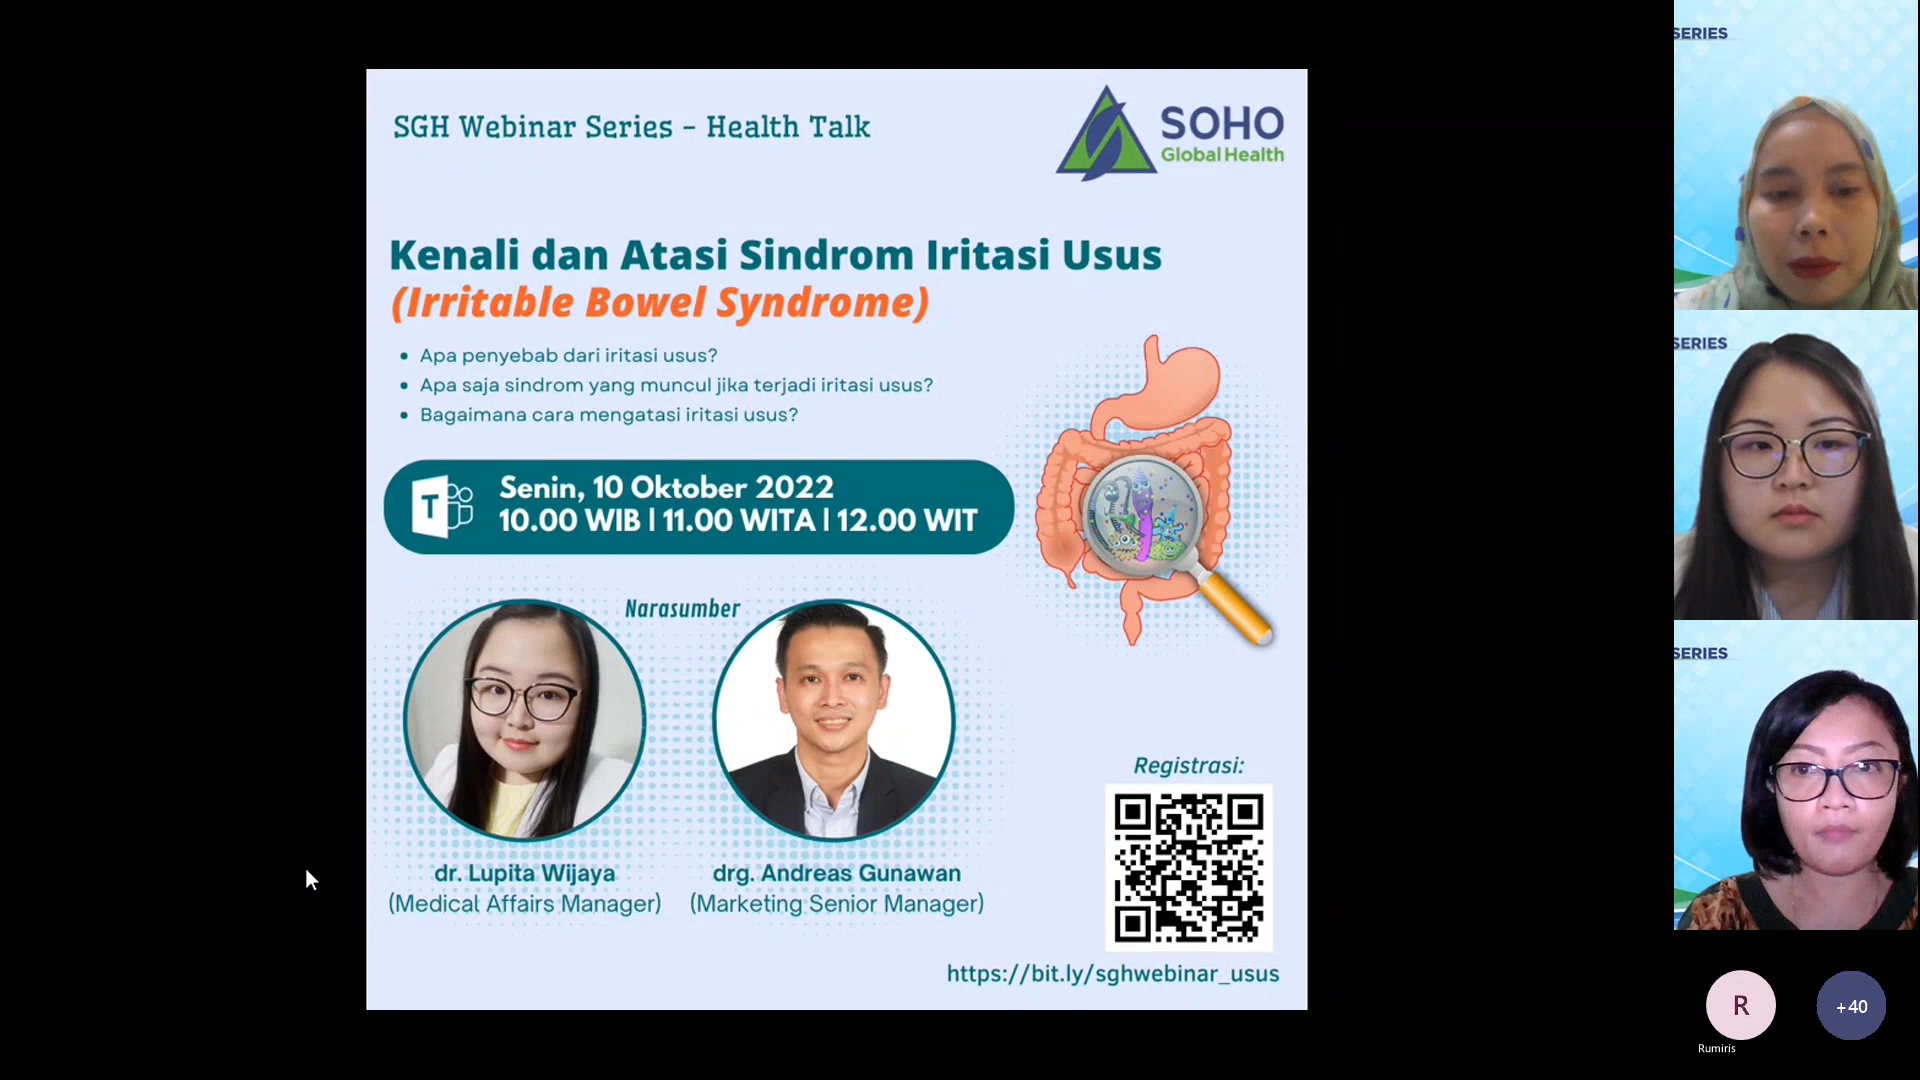 SGH Webinar Series - Health Talk
SOHO
Global Health
Kenali dan Atasi Sindrom Iritasi Usus
(Irritable Bowel Syndrome)
• Apa penyebab dari iritasi usus?
• Apa saja sindrom yang muncul jika terjadi iritasi usus?
• Bagaimana cara mengatasi iritasi usus?
T
Senin, 10 Oktober 2022
10.00 WIB | 11.00 WITA | 12.00 WIT
Narasumber
dr. Lupita Wijaya
(Medical Affairs Manager)
drg. Andreas Gunawan
(Marketing Senior Manager)
Registrasi:
https://bit.ly/sghwebinar_usus
SERIES
SERIES
SERIES
R
Rumiris
+40